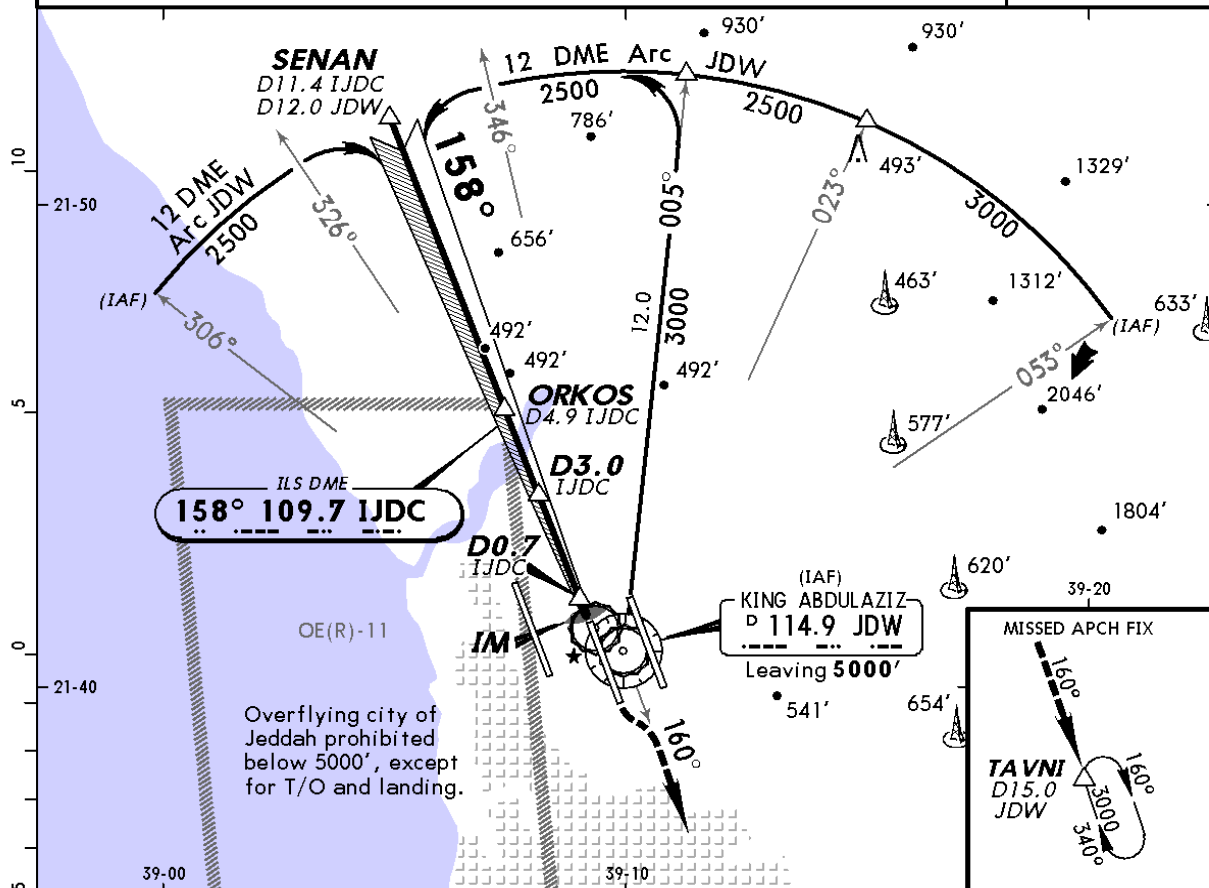 930'
930'
SENAN
D11.4 IJDC
D12.0 JDW
12 DME Arc JDW
2500
2500
346°
786'
158°
493'
1329'
10
21-50
12 DME
Arc JDW
2500
326°
005°
023°
3000
656'
(IAF)
306°
463'
1312'
633'
12.0
3000
(IAF)
492'
492'
492'
053°
2046'
5
ORKOS
D4.9 IJDC
577'
D3.0
IJDC
ILS DME
158° 109.7 IJDC
1804'
D0.7
IJDC
620'
(IAF)
KING ABDULAZIZ
D 114.9 JDW
Leaving 5000'
39-20
OE(R)-11
IM
0
21-40
MISSED APCH FIX
160°
541'
654'
Overflying city of
Jeddah prohibited
below 5000', except
for T/O and landing.
160°
TAVNI
D15.0
JDW
160°
3000
340°
39-00
39-10
5